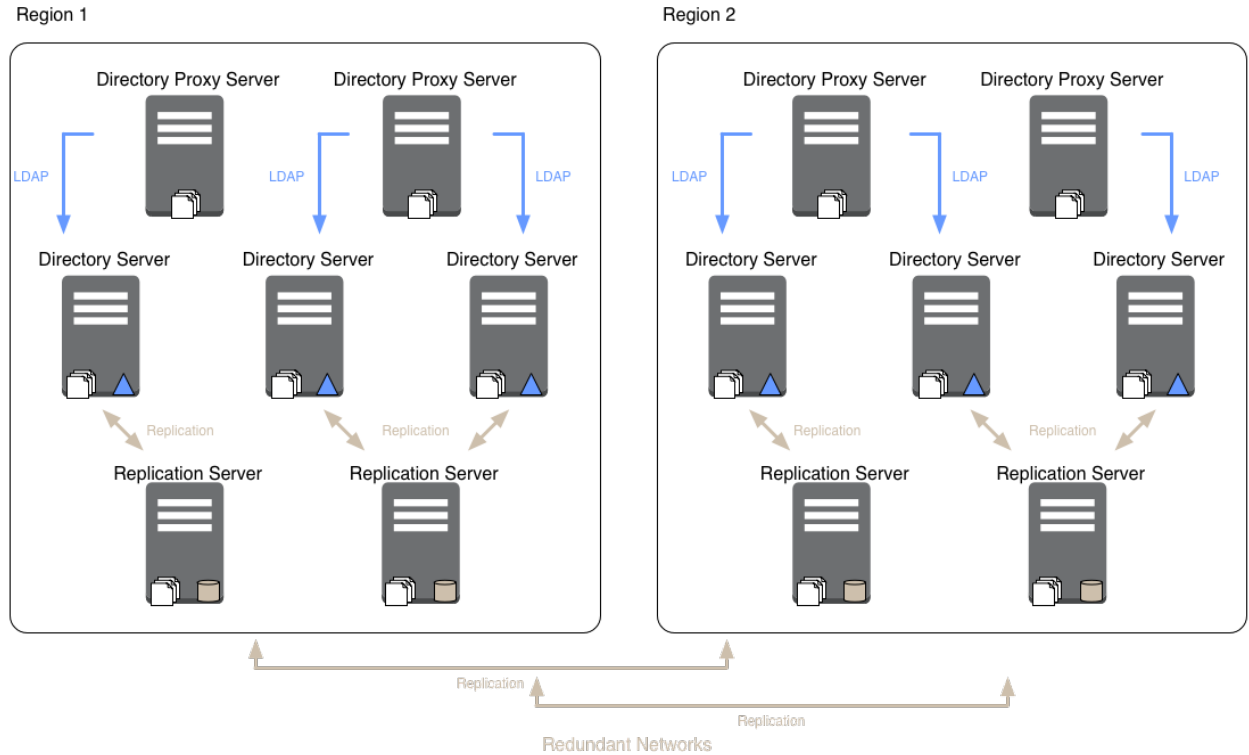 Region 1
Region 2
Directory Proxy Server
Directory Proxy Server
Directory Proxy Server
Directory Proxy Server
LDAP
LDAP
LDAP
LDAP
LDAP
LDAP
Directory Server
Directory Server
Directory Server
Directory Server
Directory Server
Directory Server
Replication
Replication
Replication
Replication
Replication Server
Replication Server
Replication Server
Replication Server
Replication
Replication
Redundant Networks